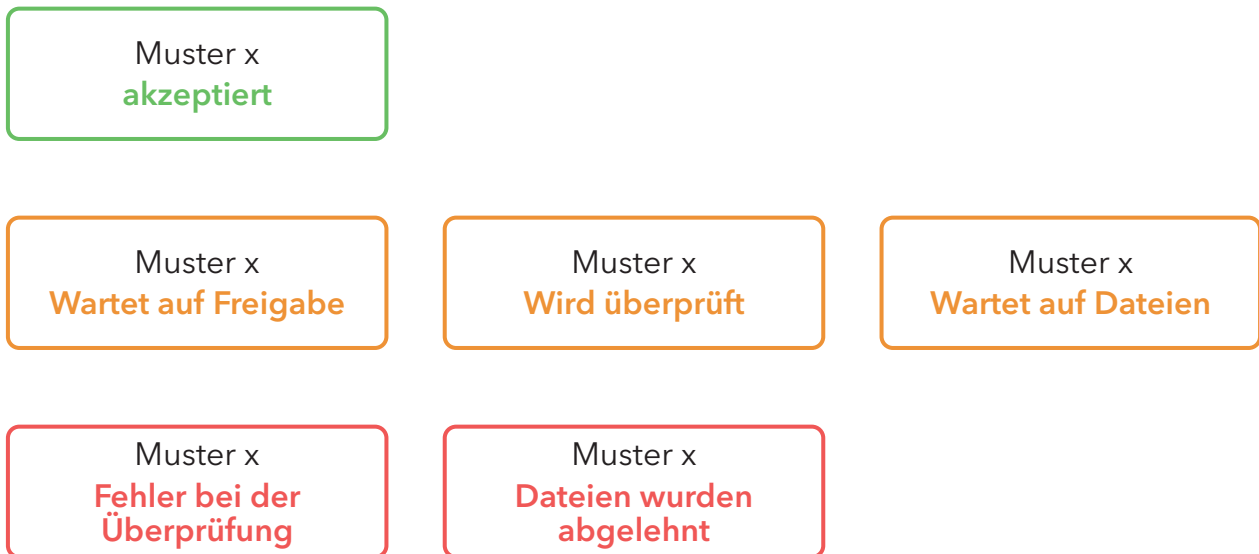 Muster x
akzeptiert
Muster x
Wartet auf Freigabe
Muster x
Wird überprüft
Muster x
Wartet auf Dateien
Muster x
Fehler bei der
Überprüfung
Muster x
Dateien wurden
abgelehnt